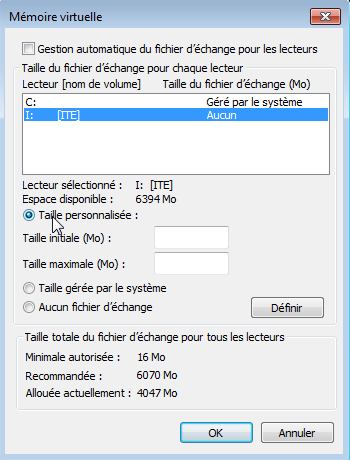 Mémoire virtuelle
Gestion automatique du fichier d'échange pour les lecteurs
Taille du fichier d'échange pour chaque lecteur
Lecteur [nom de volume] Taille du fichier d'échange (Mo)
C: Géré par le système
I: [ITE] Aucun
Lecteur sélectionné : I: [ITE]
Espace disponible : 6394 Mo
Taille personnalisée :
Taille initiale (Mo) :
Taille maximale (Mo) :
Taille gérée par le système
Aucun fichier d'échange
Définir
Taille totale du fichier d'échange pour tous les lecteurs
Minimale autorisée : 16 Mo
Recommandée : 6070 Mo
Allouée actuellement : 4047 Mo
OK Annuler